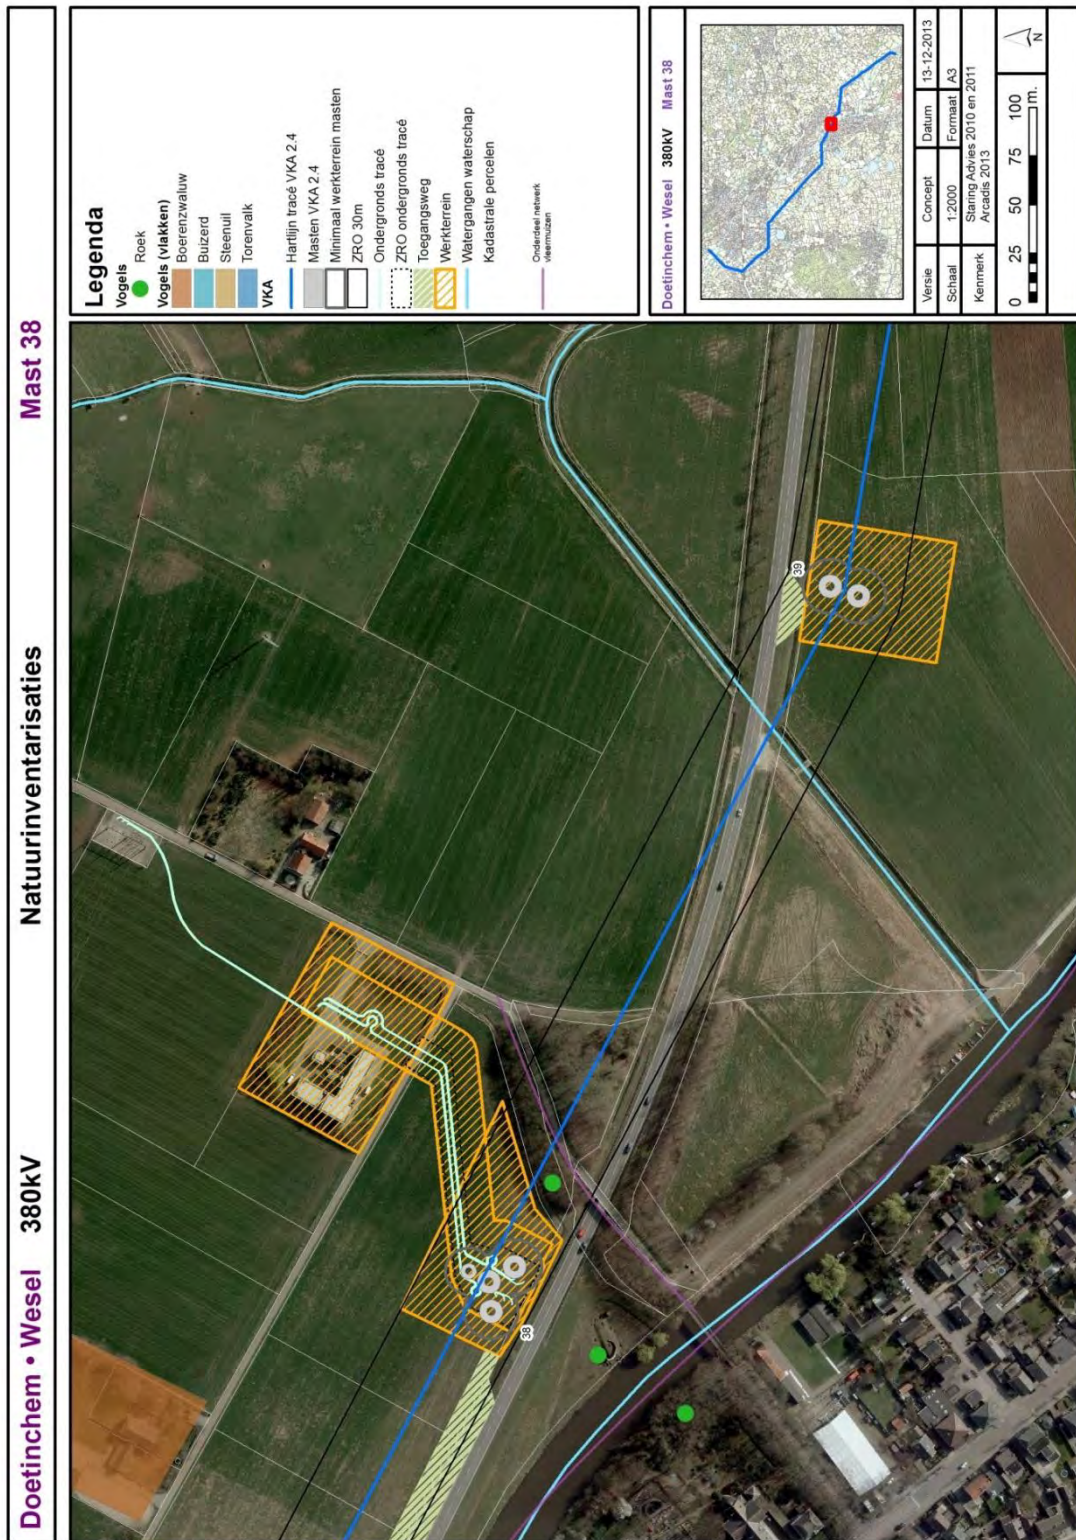 Doetinchem • Wesel 380kV Natuurinventarisaties Mast 38
Legenda
Vogels
Roek
Vogels (vlakken)
Boerenzwaluw
Buizerd
Steenuil
Torenvalk
VKA
Hartlijn tracé VKA 2.4
Masten VKA 2.4
Minimaal werkterrein masten
ZRO 30m
Ondergronds tracé
ZRO ondergronds tracé
Toegangsweg
Werkterrein
Watergangen waterschap
Kadastrale percelen
Onderdeel netwerk
vleermuizen
Doetinchem • Wesel 380kV Mast 38
Versie Concept Datum 13-12-2013
Schaal 1:2000 Formaat A3
Kenmerk Staring Advies 2010 en 2011
Arcadis 2013
0 25 50 75 100
m.
N
38
39